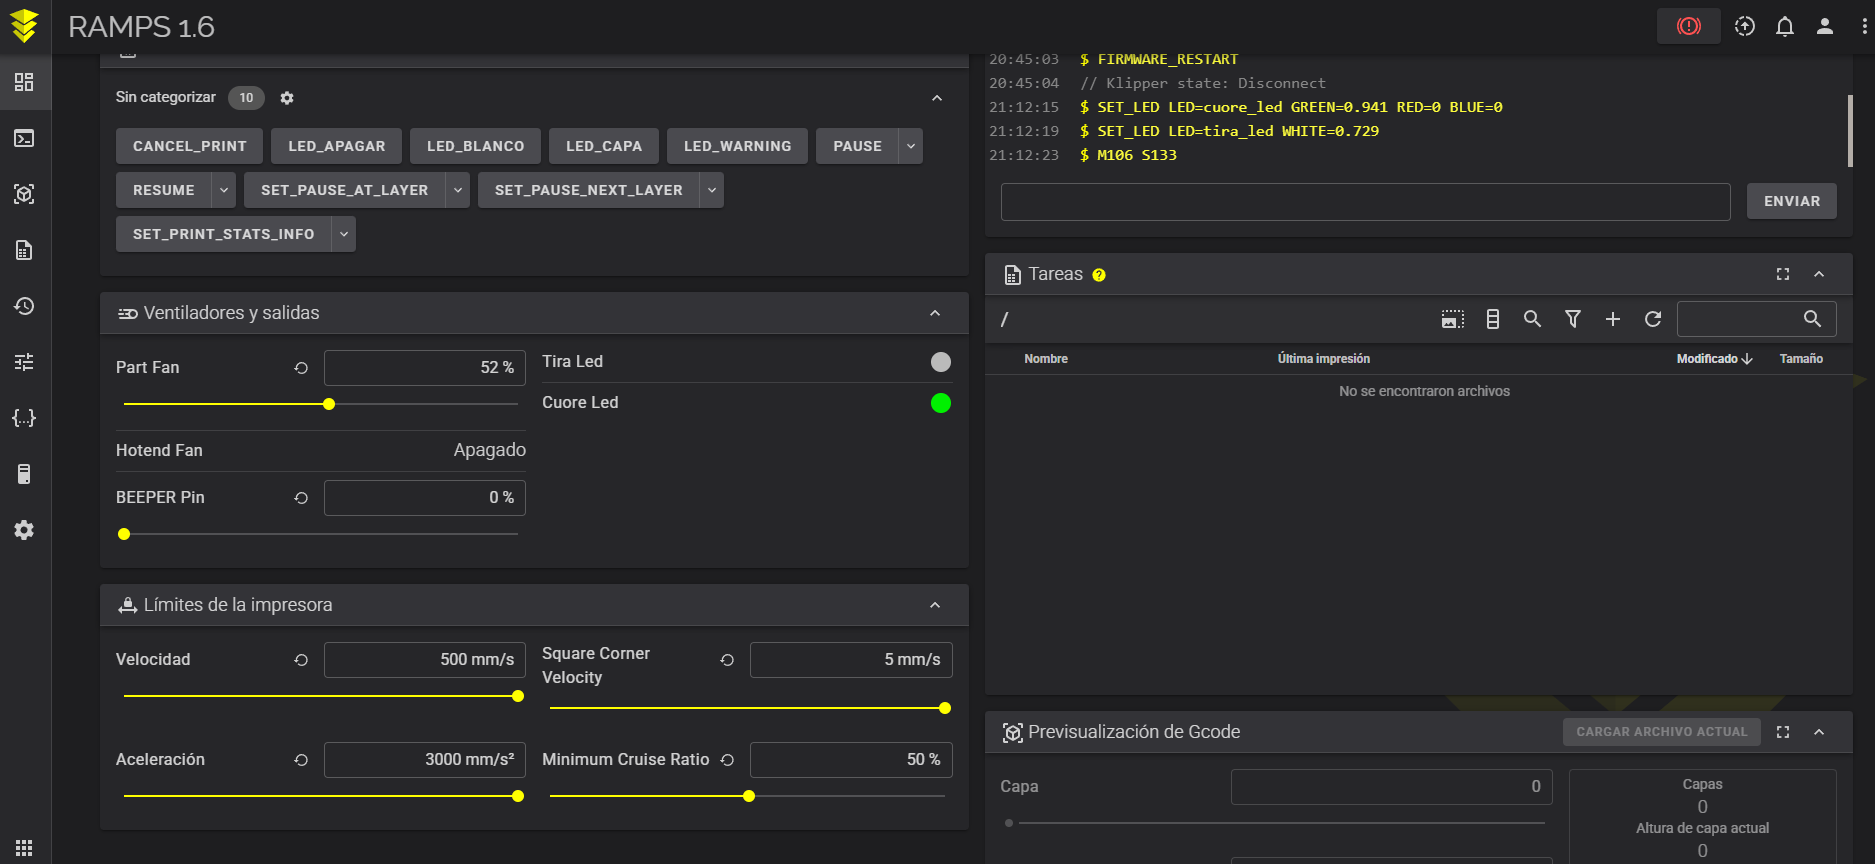 RAMPS 1.6
Sin categorizar 10
CANCEL_PRINT LED_APAGAR LED_BLANCO LED_CAPA LED_WARNING PAUSE
RESUME SET_PAUSE_AT_LAYER SET_PAUSE_NEXT_LAYER
SET_PRINT_STATS_INFO
Ventiladores y salidas
Part Fan 52 %
Tira Led
Cuore Led
Hotend Fan Apagado
BEEPER Pin 0 %
Límites de la impresora
Velocidad 500 mm/s
Square Corner
Velocity 5 mm/s
Aceleración 3000 mm/s²
Minimum Cruise Ratio 50 %
20:45:03 $ FIRMWARE_RESTART
20:45:04 // Klipper state: Disconnect
21:12:15 $ SET_LED LED=cuore_led GREEN=0.941 RED=0 BLUE=0
21:12:19 $ SET_LED LED=tira_led WHITE=0.729
21:12:23 $ M106 S133
ENVIAR
Tareas ?
/
Nombre Última impresión Modificado Tamaño
No se encontraron archivos
Previsualización de Gcode CARGAR ARCHIVO ACTUAL
Capa 0
Capas
0
Altura de capa actual
0